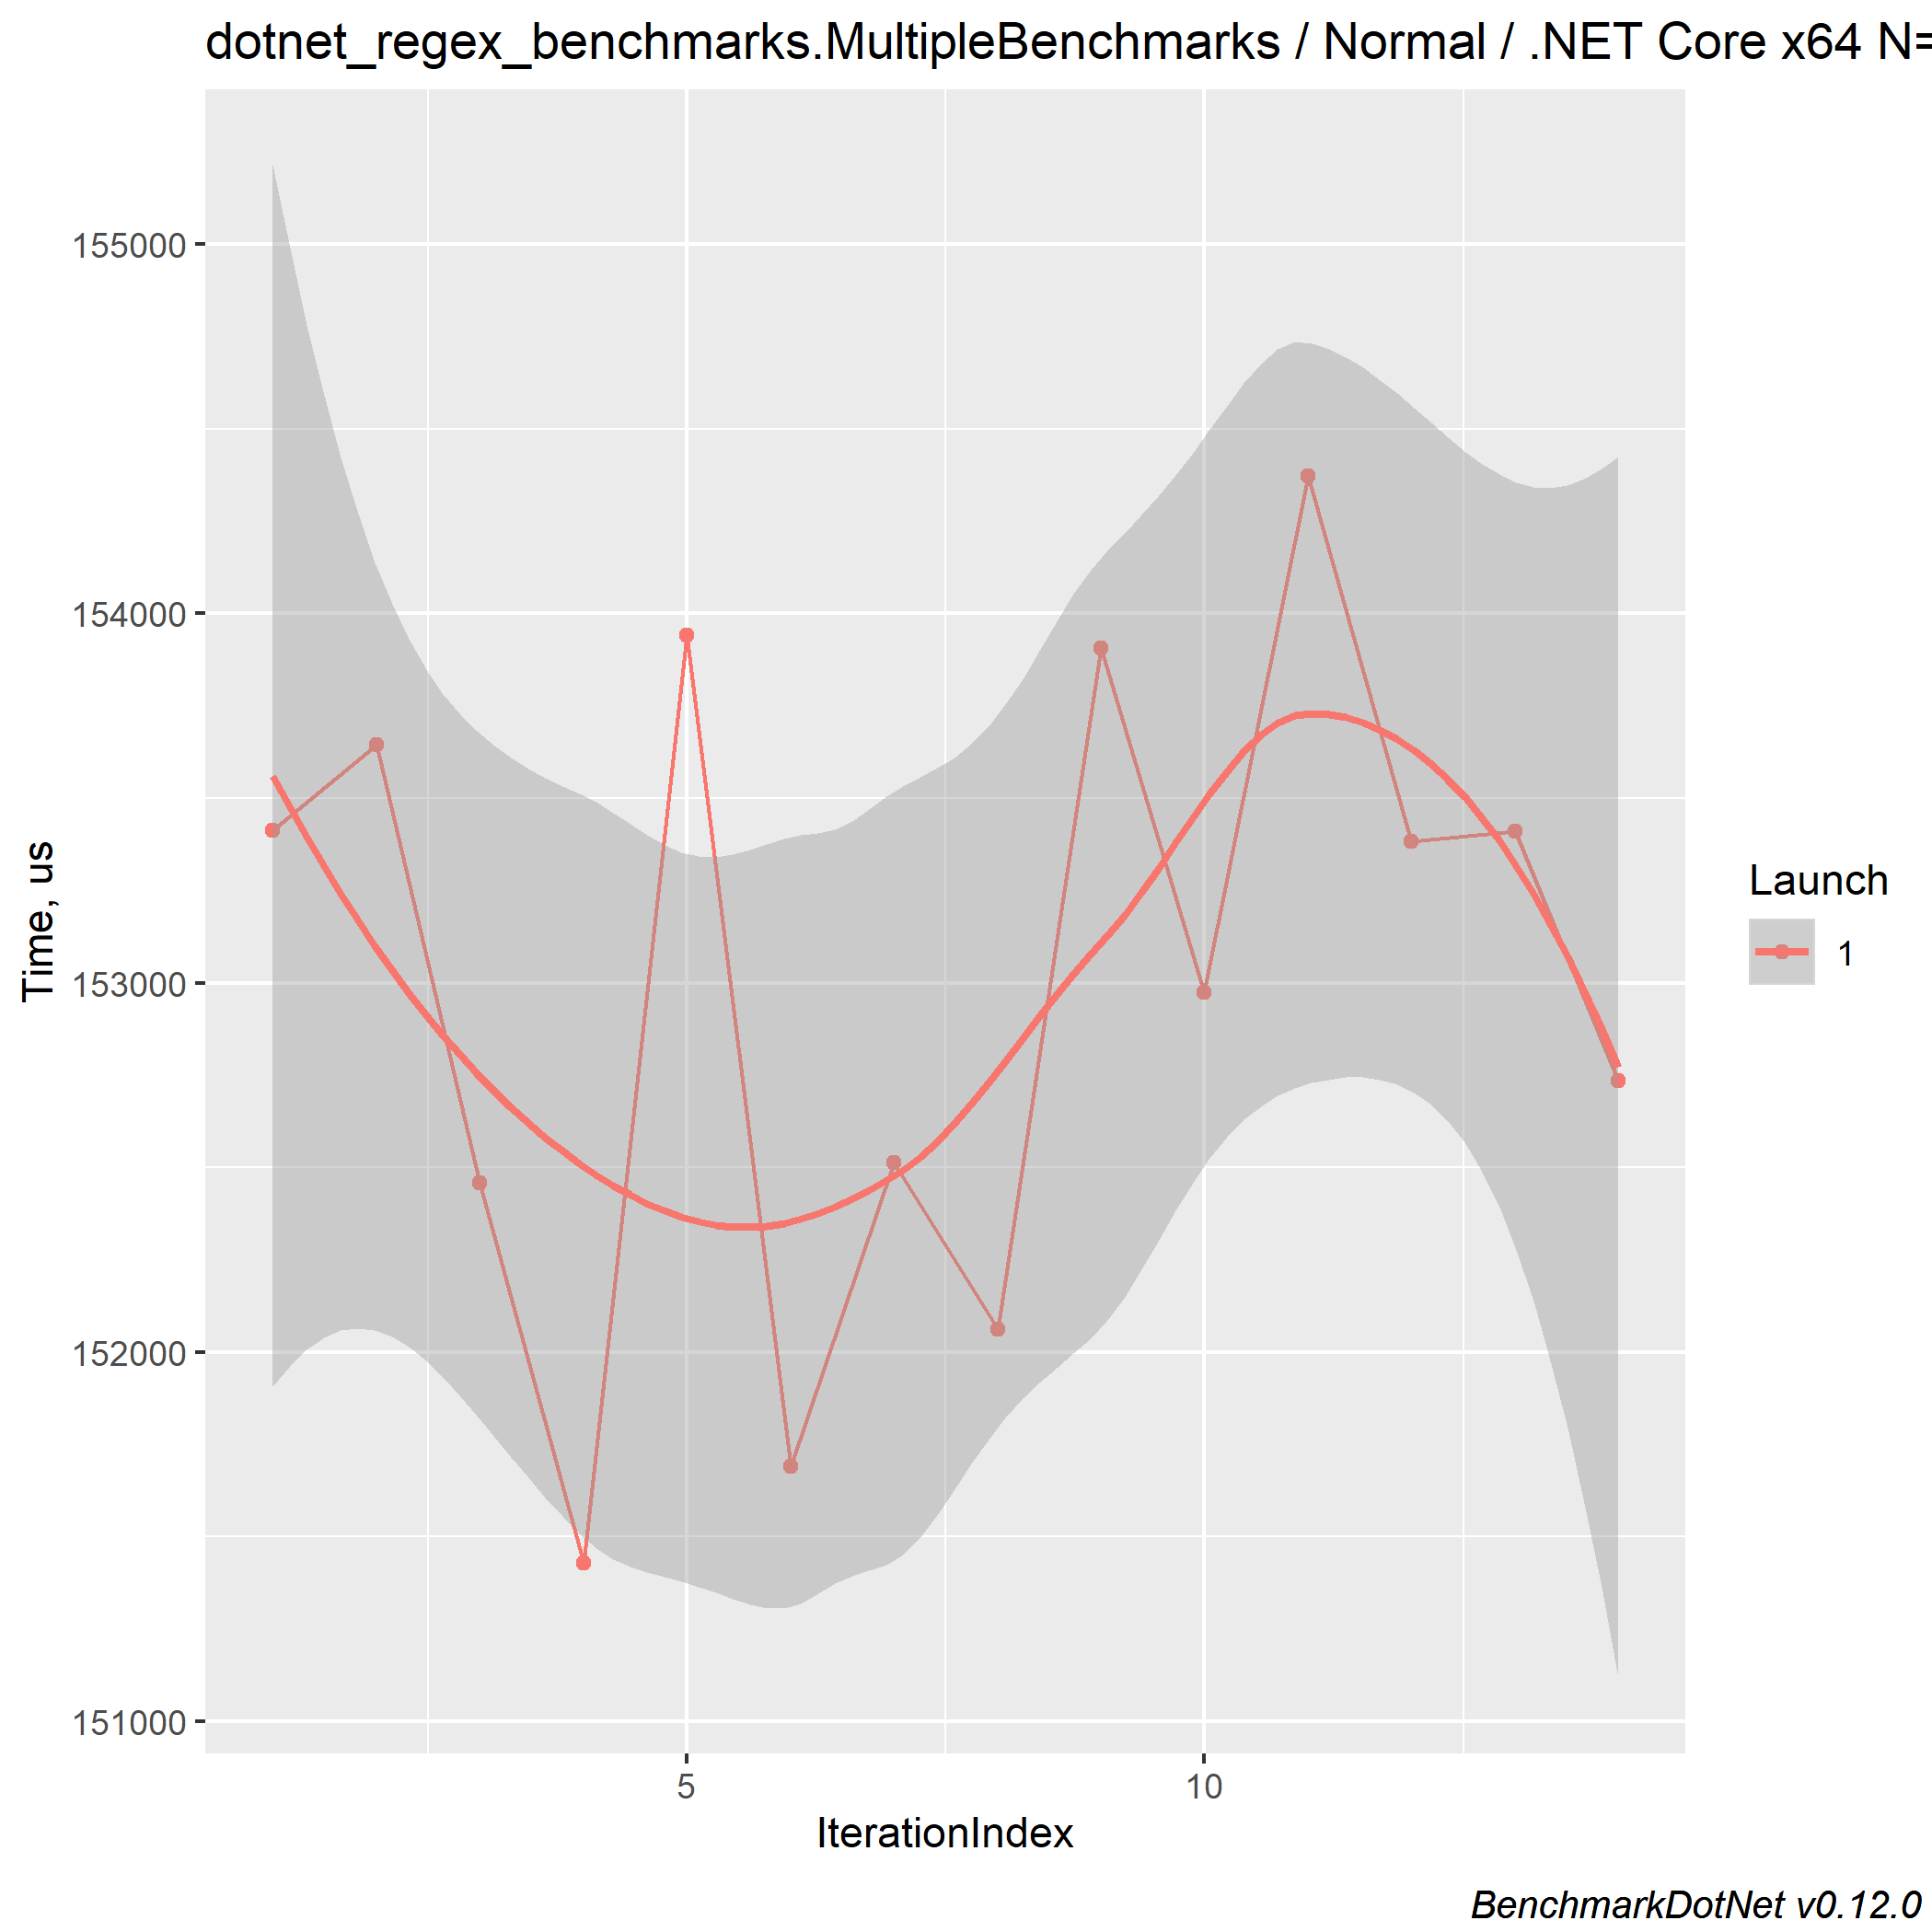 dotnet_regex_benchmarks.MultipleBenchmarks / Normal / .NET Core x64 N=
155000
154000
153000
152000
151000
Time, us
5
10
IterationIndex
Launch
1
BenchmarkDotNet v0.12.0